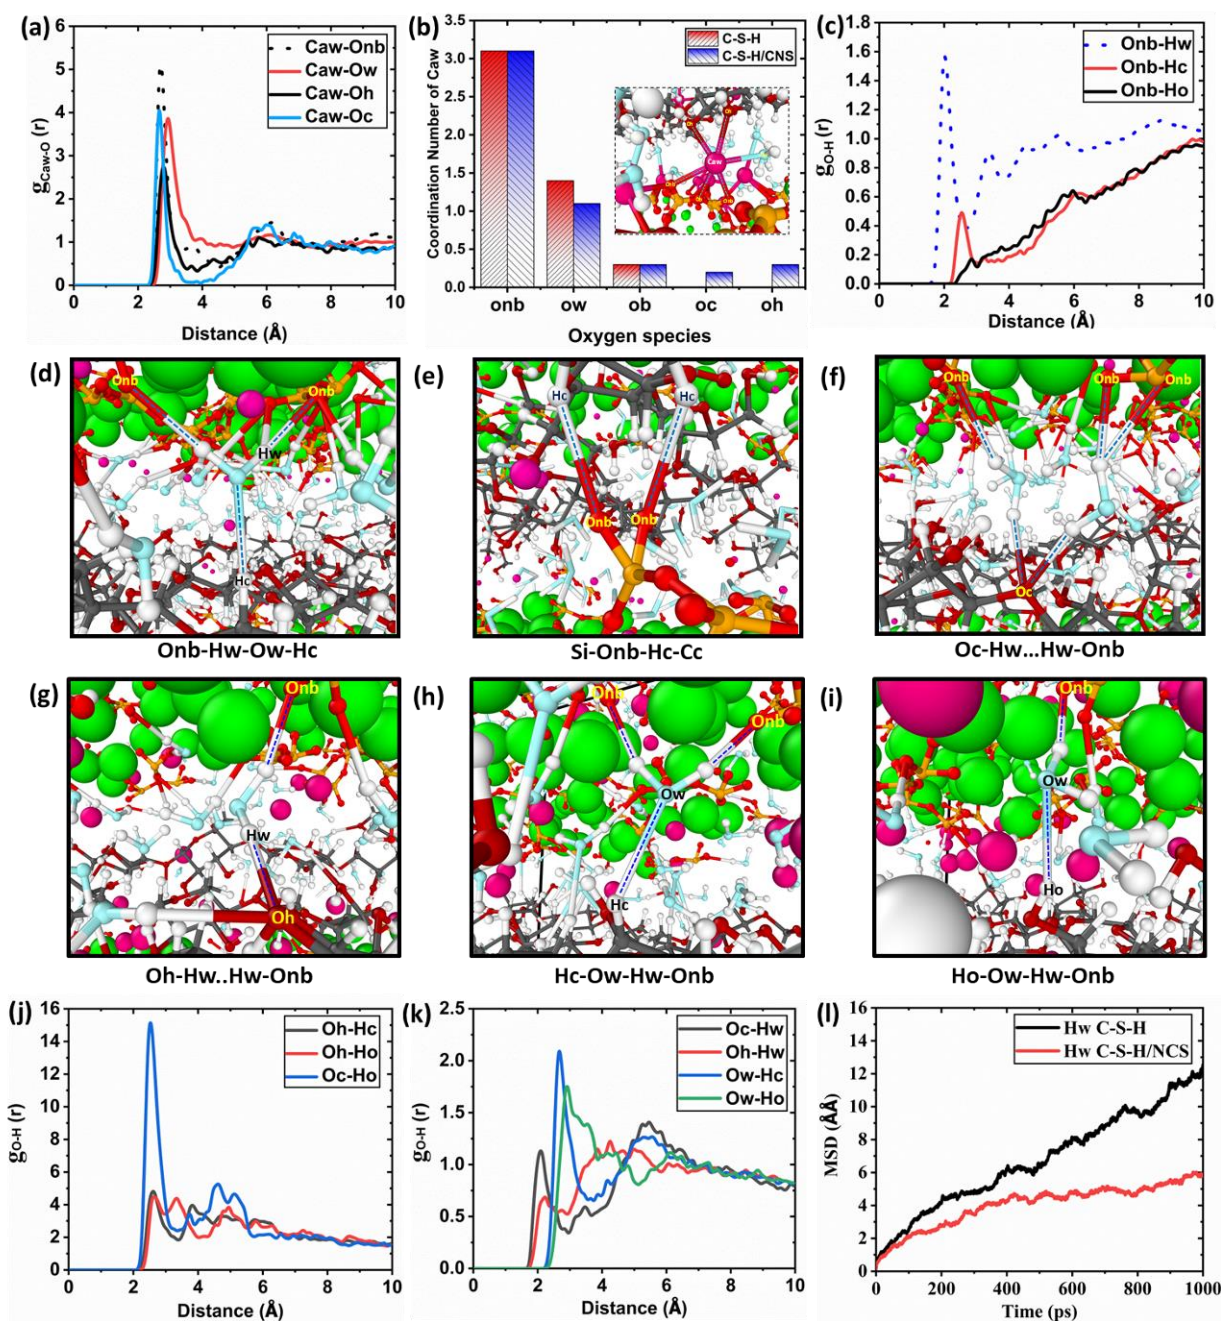 (a)
g_Caw-O (r)
6
5
4
3
2
1
0
Caw-Onb
Caw-Ow
Caw-Oh
Caw-Oc
0 2 4 6 8 10
Distance (Å)
(b)
Coordination Number of Caw
3.5
3.0
2.5
2.0
1.5
1.0
0.5
0.0
C-S-H
C-S-H/CNS
Caw
onb ow ob oc oh
Oxygen species
(c)
g_O-H (r)
1.8
1.6
1.4
1.2
1.0
0.8
0.6
0.4
0.2
0.0
Onb-Hw
Onb-Hc
Onb-Ho
0 2 4 6 8 10
Distance (Å)
(d)
Onb
Onb
Hw
Hc
Onb-Hw-Ow-Hc
(e)
Hc
Hc
Onb
Onb
Si-Onb-Hc-Cc
(f)
Onb
Onb
Onb
Oc
Oc-Hw...Hw-Onb
(g)
Onb
Hw
Oh
Oh-Hw..Hw-Onb
(h)
Onb
Onb
Ow
Hc
Hc-Ow-Hw-Onb
(i)
Onb
Ow
Ho
Ho-Ow-Hw-Onb
(j)
g_O-H (r)
16
14
12
10
8
6
4
2
0
Oh-Hc
Oh-Ho
Oc-Ho
0 2 4 6 8 10
Distance (Å)
(k)
g_O-H (r)
2.5
2.0
1.5
1.0
0.5
0.0
Oc-Hw
Oh-Hw
Ow-Hc
Ow-Ho
0 2 4 6 8 10
Distance (Å)
(l)
MSD (ÅÅ)
16
14
12
10
8
6
4
2
0
Hw C-S-H
Hw C-S-H/NCS
0 200 400 600 800 1000
Time (ps)